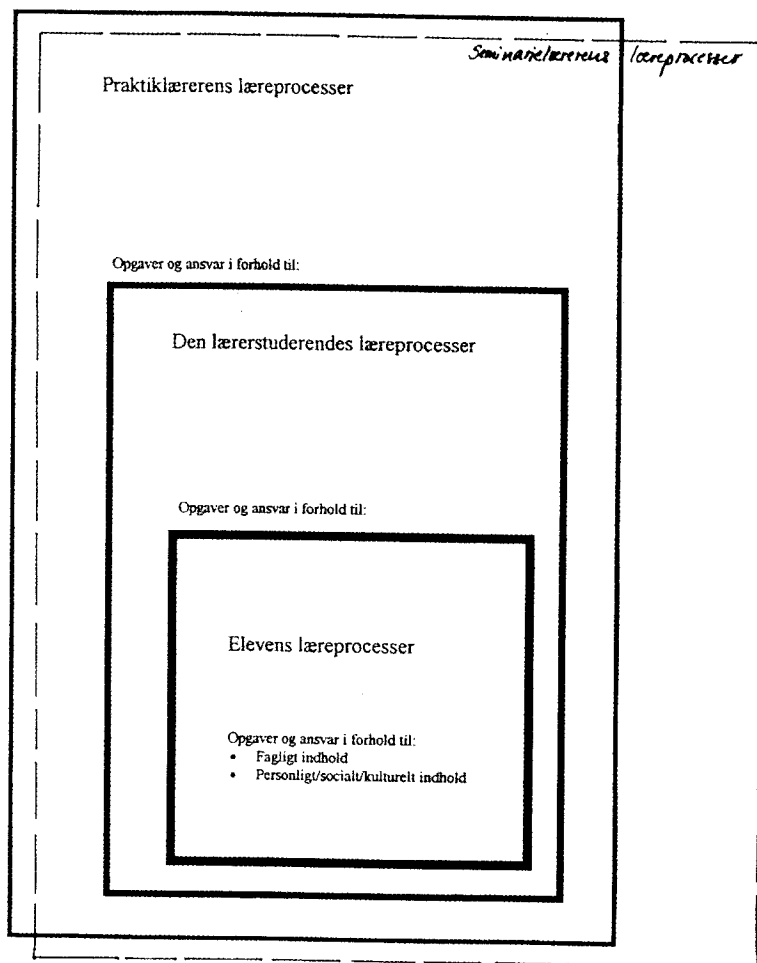 Seminarielærerens læreprocesser
Praktiklærerens læreprocesser
Opgaver og ansvar i forhold til:
Den lærerstuderendes læreprocesser
Opgaver og ansvar i forhold til:
Elevens læreprocesser
Opgaver og ansvar i forhold til:
• Fagligt indhold
• Personligt/socialt/kulturelt indhold